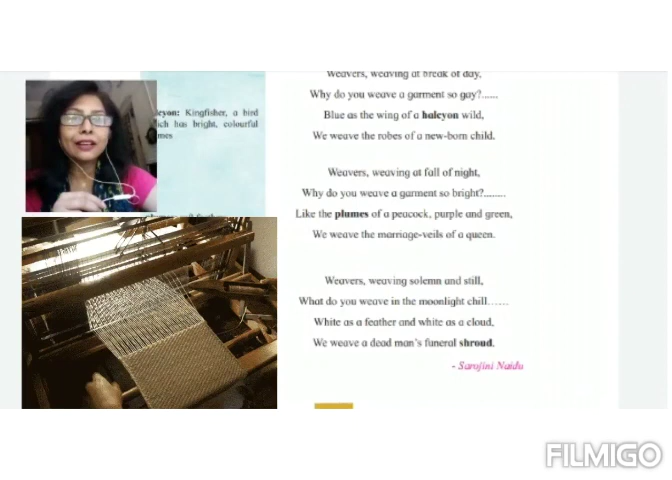 Weavers, weaving at break of day,
Why do you weave a garment so gay?......
Blue as the wing of a halcyon wild,
We weave the robes of a new-born child.
Weavers, weaving at fall of night,
Why do you weave a garment so bright?........
Like the plumes of a peacock, purple and green,
We weave the marriage-veils of a queen.
Weavers, weaving solemn and still,
What do you weave in the moonlight chill......
White as a feather and white as a cloud,
We weave a dead man's funeral shroud.
- Sarojini Naidu
Kingfisher, a bird
has bright, colourful
FILMIGO